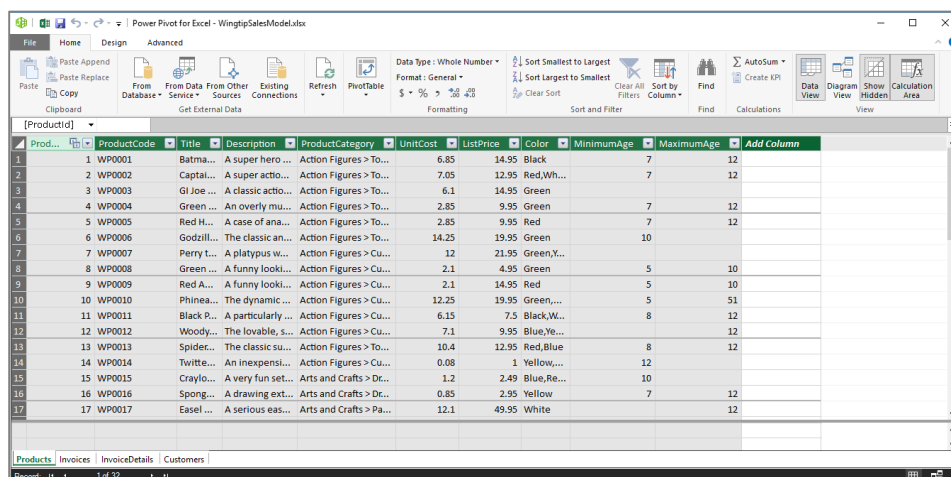 Power Pivot for Excel - WingtipSalesModel.xlsx
File Home Design Advanced
Paste
Paste Append
Paste Replace
Copy
Clipboard
From Database
From Data Service
From Other Sources
Existing Connections
Get External Data
Refresh
PivotTable
Data Type : Whole Number
Format : General
$ % , .00 .00
Formatting
Sort Smallest to Largest
Sort Largest to Smallest
Clear Sort
Clear All Filters
Sort by Column
Sort and Filter
Find
Find
AutoSum
Create KPI
Calculations
Data View
Diagram View
Show Hidden
Calculation Area
View
[ProductId]
Prod... ProductCode Title Description ProductCategory UnitCost ListPrice Color MinimumAge MaximumAge Add Column
1 1 WP0001 Batma... A super hero ... Action Figures > To... 6.85 14.95 Black 7 12
2 2 WP0002 Captai... A super actio... Action Figures > To... 7.05 12.95 Red,Wh... 7 12
3 3 WP0003 GI Joe ... A classic actio... Action Figures > To... 6.1 14.95 Green
4 4 WP0004 Green ... An overly mu... Action Figures > To... 2.85 9.95 Green 7 12
5 5 WP0005 Red H... A case of ana... Action Figures > To... 2.85 9.95 Red 7 12
6 6 WP0006 Godzill... The classic an... Action Figures > To... 14.25 19.95 Green 10
7 7 WP0007 Perry t... A platypus w... Action Figures > Cu... 12 21.95 Green,Y...
8 8 WP0008 Green ... A funny looki... Action Figures > Cu... 2.1 4.95 Green 5 10
9 9 WP0009 Red A... A funny looki... Action Figures > Cu... 2.1 14.95 Red 5 10
10 10 WP0010 Phinea... The dynamic ... Action Figures > Cu... 12.25 19.95 Green,... 5 51
11 11 WP0011 Black P... A particularly ... Action Figures > Cu... 6.15 7.5 Black,W... 8 12
12 12 WP0012 Woody... The lovable, s... Action Figures > Cu... 7.1 9.95 Blue,Ye... 12
13 13 WP0013 Spider... The classic su... Action Figures > Cu... 10.4 12.95 Red,Blue 8 12
14 14 WP0014 Twitte... An inexpensi... Action Figures > Cu... 0.08 1 Yellow,... 12
15 15 WP0015 Craylo... A very fun set... Arts and Crafts > Dr... 1.2 2.49 Blue,Re... 10
16 16 WP0016 Spong... A drawing ext... Arts and Crafts > Dr... 0.85 2.95 Yellow 7 12
17 17 WP0017 Easel ... A serious eas... Arts and Crafts > Pa... 12.1 49.95 White 12
Products Invoices InvoiceDetails Customers
Record: 1 of 32